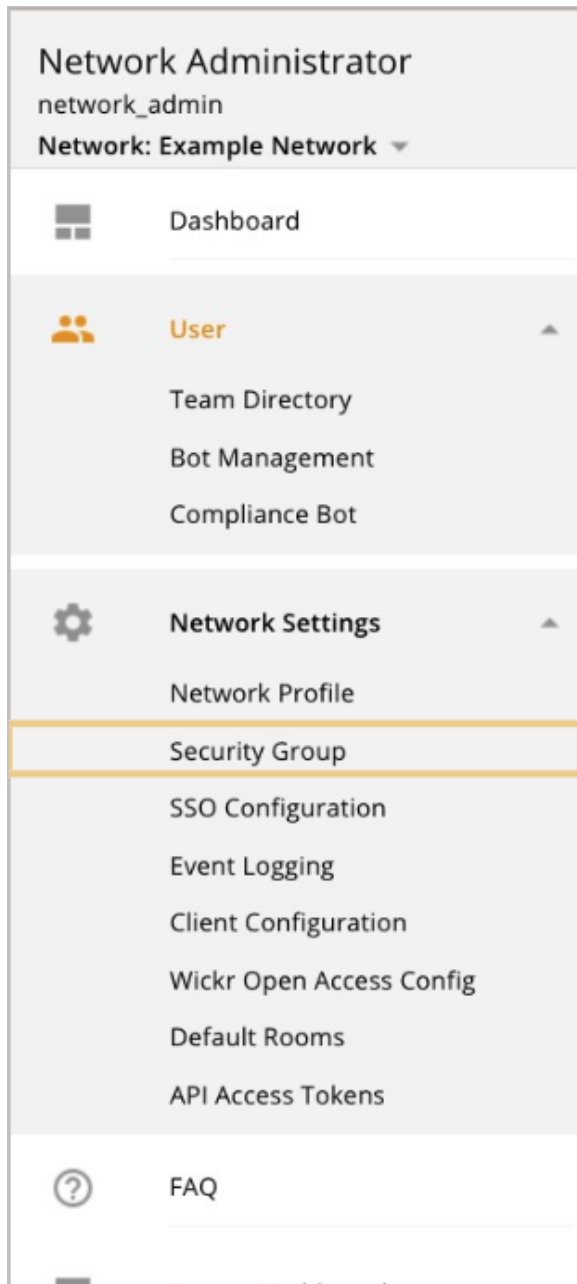 Network Administrator
network_admin
Network: Example Network
Dashboard
User
Team Directory
Bot Management
Compliance Bot
Network Settings
Network Profile
Security Group
SSO Configuration
Event Logging
Client Configuration
Wickr Open Access Config
Default Rooms
API Access Tokens
FAQ